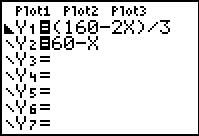 Plot1 Plot2 Plot3
Y1=(160-2X)/3
Y2=60-X
Y3=
Y4=
Y5=
Y6=
Y7=